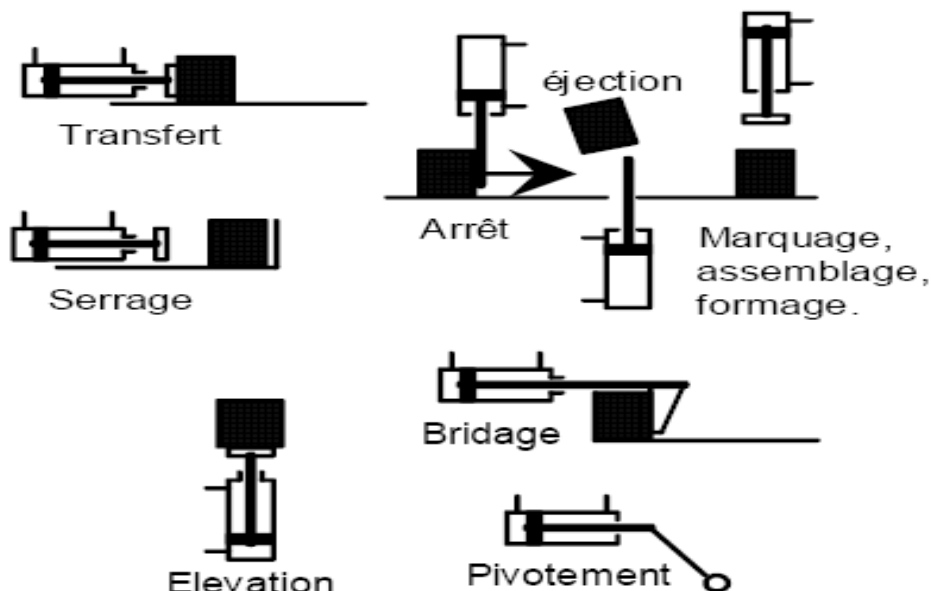 éjection
Transfert
Arrêt
Marquage,
assemblage,
formage.
Serrage
Bridage
Elevation
Pivotement